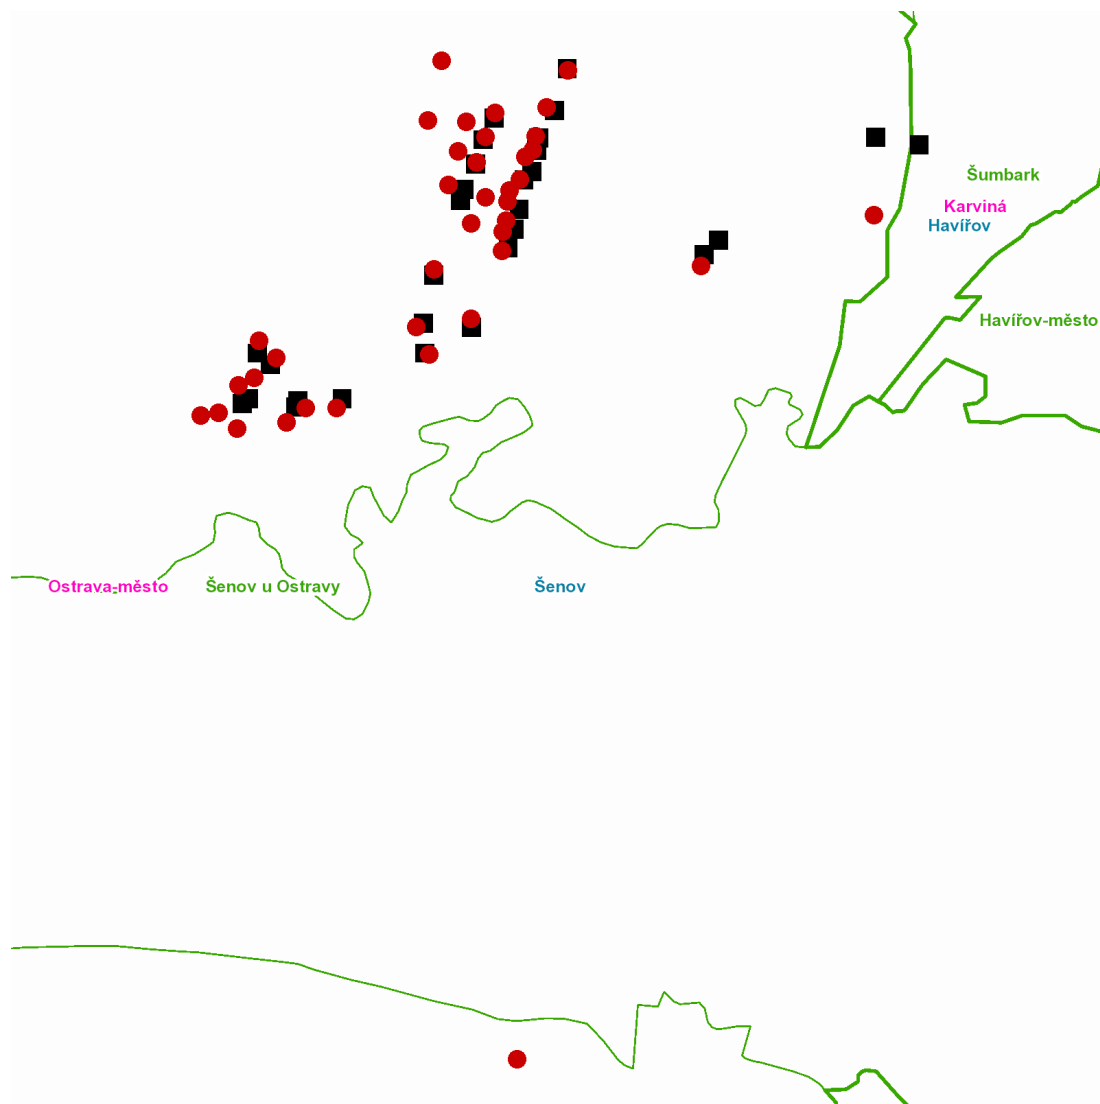 Šumbark
Karviná
Havířov
Havířov-město
Ostrava-město
Šenov u Ostravy
Šenov